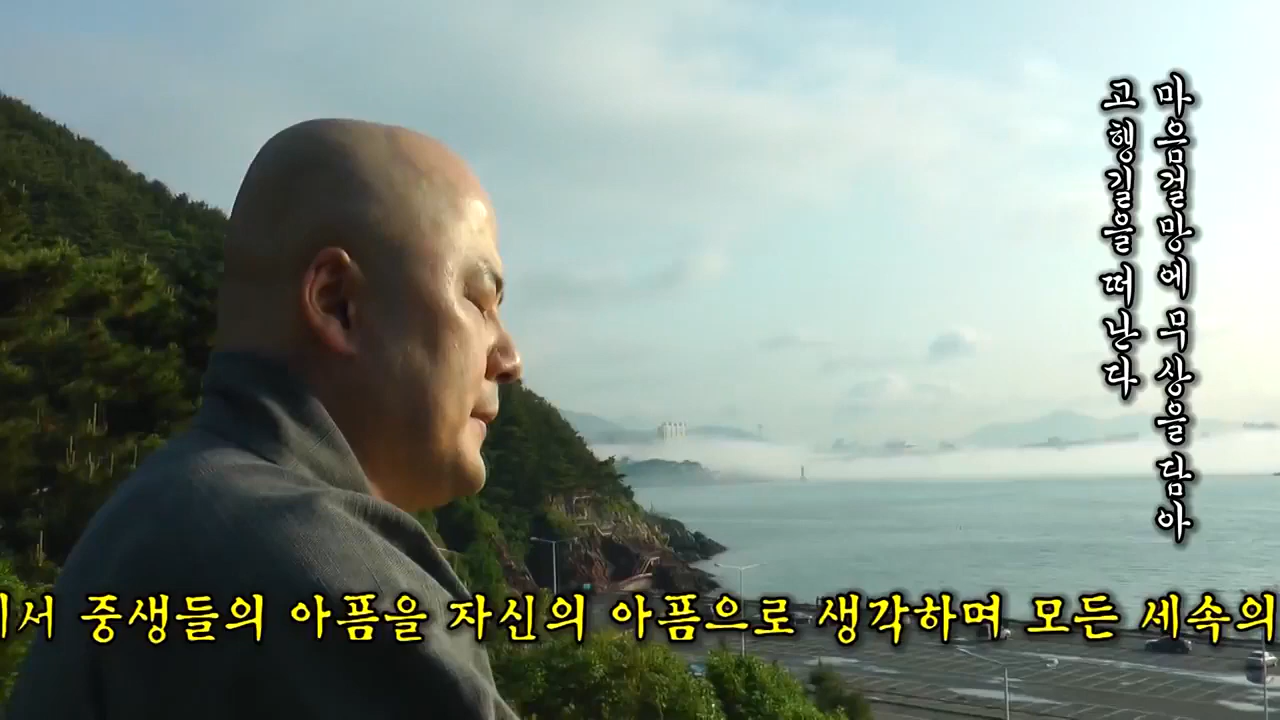 마음걸망에 무상을 담아
고행길을 떠난다
에서 중생들의 아픔을 자신의 아픔으로 생각하며 모든 세속의